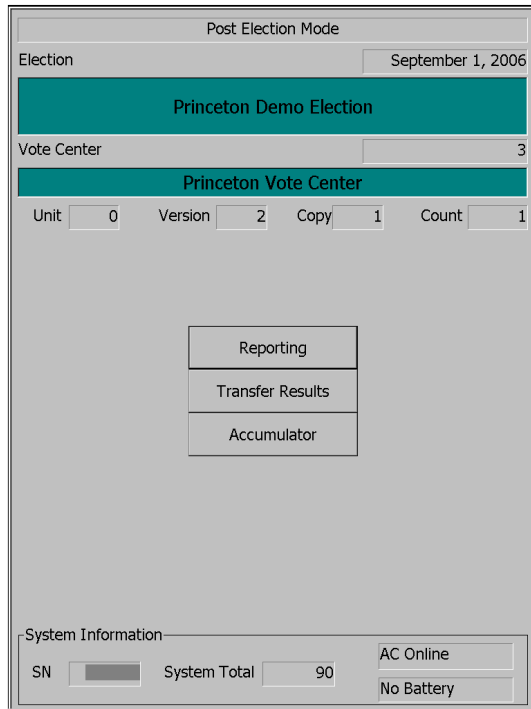 Post Election Mode
Election September 1, 2006
Princeton Demo Election
Vote Center 3
Princeton Vote Center
Unit 0 Version 2 Copy 1 Count 1
Reporting
Transfer Results
Accumulator
System Information
SN System Total 90 AC Online
No Battery